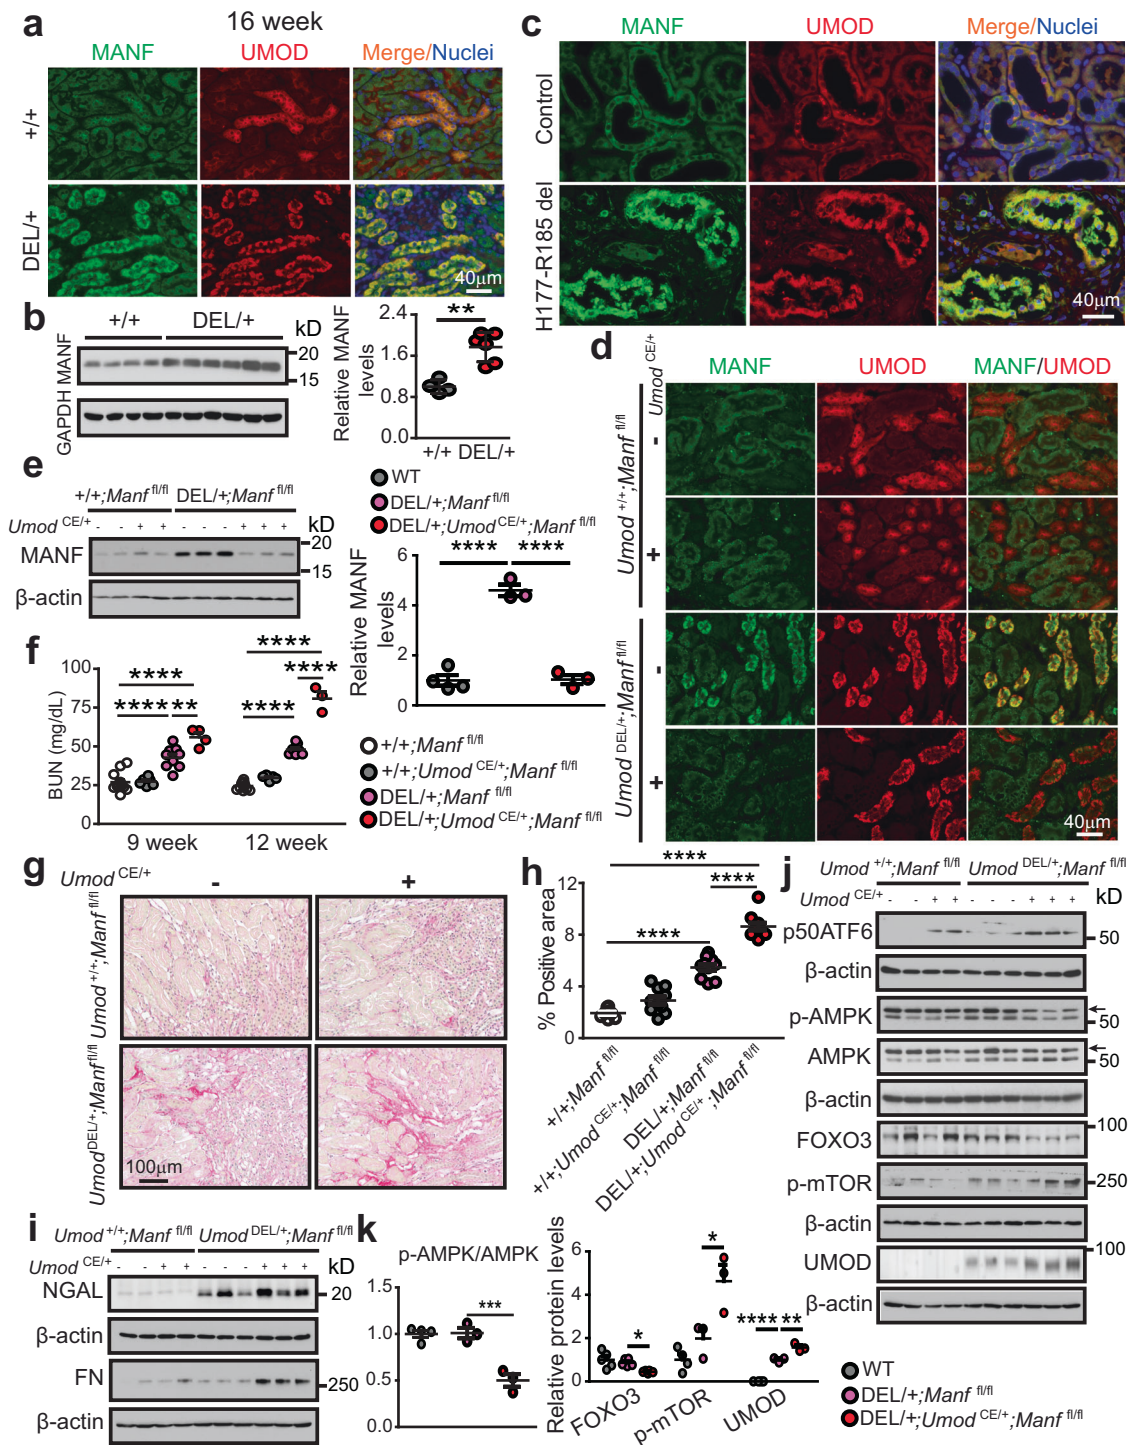 a
16 week
MANF UMOD Merge/Nuclei
+/+
DEL/+
40µm
b
+/+ DEL/+ kD
GAPDH MANF
20
15
Relative MANF levels
2.4
1.6
0.8
0.0
**
+/+ DEL/+
c
MANF UMOD Merge/Nuclei
Control
H177-R185 del
40µm
d
Umod CE/+
MANF UMOD MANF/UMOD
Umod +/+;Manf fl/fl
-
+
Umod DEL/+;Manf fl/fl
-
+
40µm
e
+/+;Manf fl/fl DEL/+;Manf fl/fl
Umod CE/+ - - + + - - - + + + kD
MANF
20
15
β-actin
WT
DEL/+;Manf fl/fl
DEL/+;Umod CE/+;Manf fl/fl
Relative MANF levels
6
4
2
0
**** ****
f
BUN (mg/dL)
100
75
50
25
0
****
**** **
****
****
****
9 week 12 week
+/+;Manf fl/fl
+/+;Umod CE/+;Manf fl/fl
DEL/+;Manf fl/fl
DEL/+;Umod CE/+;Manf fl/fl
g
Umod CE/+
- +
Umod +/+;Manf fl/fl
Umod DEL/+;Manf fl/fl
100µm
h
% Positive area
12
8
4
0
****
****
****
+/+;Manf fl/fl
+/+;Umod CE/+;Manf fl/fl
DEL/+;Manf fl/fl
DEL/+;Umod CE/+;Manf fl/fl
i
Umod +/+;Manf fl/fl Umod DEL/+;Manf fl/fl
Umod CE/+ - - + + - - - + + + kD
NGAL 20
β-actin
FN 250
β-actin
j
Umod +/+;Manf fl/fl Umod DEL/+;Manf fl/fl
Umod CE/+ - - + + - - - + + + kD
p50ATF6 50
β-actin
p-AMPK 50
AMPK 50
β-actin
FOXO3 100
p-mTOR 250
β-actin
UMOD 100
β-actin
k
p-AMPK/AMPK
1.5
1.0
0.5
0.0
***
Relative protein levels
6
4
2
0
*
*
**** **
FOXO3
p-mTOR
UMOD
WT
DEL/+;Manf fl/fl
DEL/+;Umod CE/+;Manf fl/fl